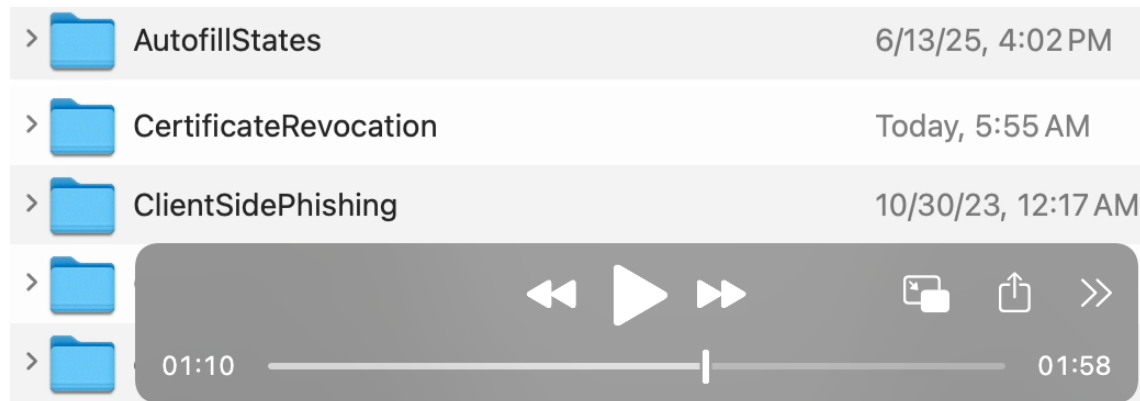 AutofillStates 6/13/25, 4:02 PM
CertificateRevocation Today, 5:55 AM
ClientSidePhishing 10/30/23, 12:17 AM
01:10 01:58